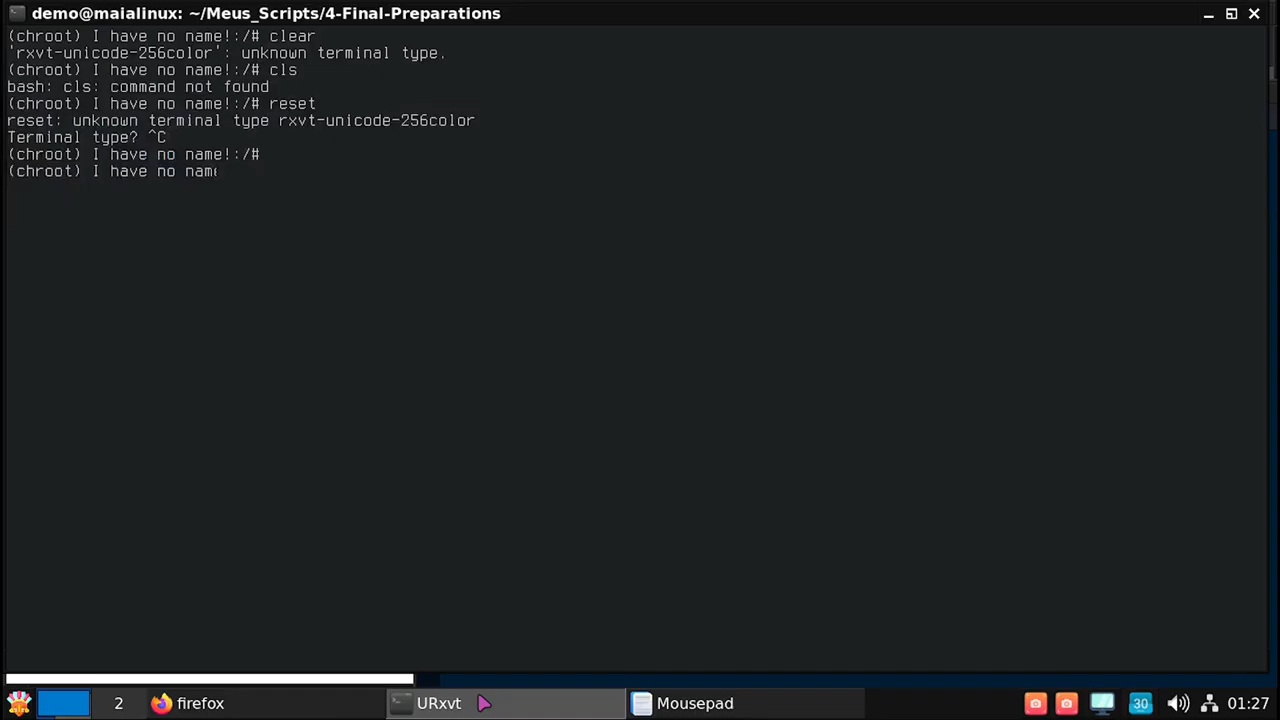 demo@maialinux: ~/Meus_Scripts/4-Final-Preparations
(chroot) I have no name!:/# clear
'rxvt-unicode-256color': unknown terminal type.
(chroot) I have no name!:/# cls
bash: cls: command not found
(chroot) I have no name!:/# reset
reset: unknown terminal type rxvt-unicode-256color
Terminal type? ^C
(chroot) I have no name!:/#
(chroot) I have no nam
2
firefox
URxvt
Mousepad
30
01:27